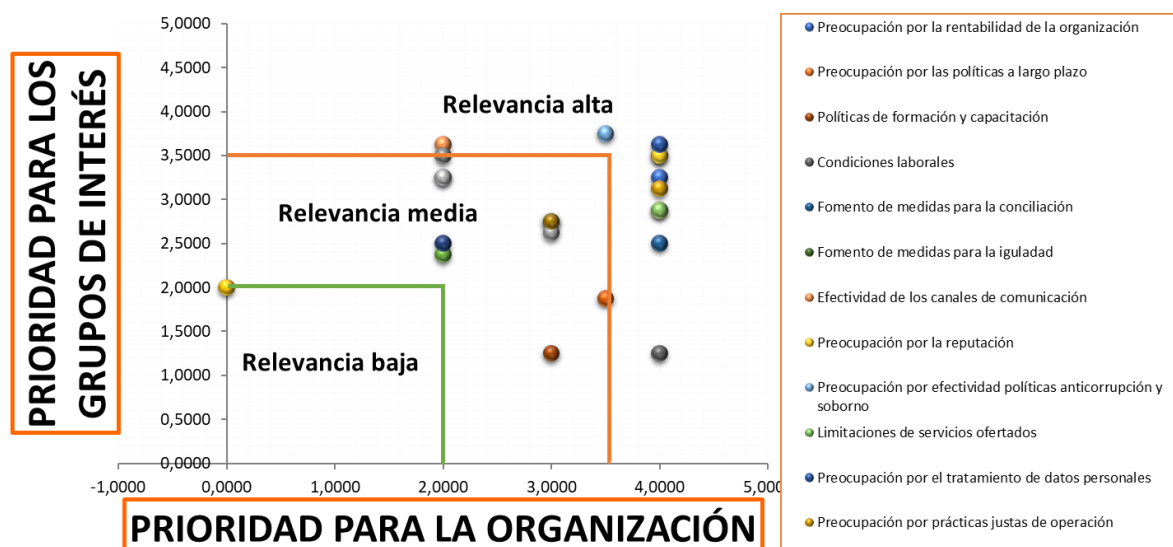 PRIORIDAD PARA LOS
GRUPOS DE INTERÉS
5,0000
4,5000
4,0000
3,5000
3,0000
2,5000
2,0000
1,5000
1,0000
0,5000
0,0000
-1,0000
0,0000
1,0000
2,0000
3,0000
4,0000
5,0000
Relevancia alta
Relevancia media
Relevancia baja
PRIORIDAD PARA LA ORGANIZACIÓN
Preocupación por la rentabilidad de la organización
Preocupación por las políticas a largo plazo
Políticas de formación y capacitación
Condiciones laborales
Fomento de medidas para la conciliación
Fomento de medidas para la iguladad
Efectividad de los canales de comunicación
Preocupación por la reputación
Preocupación por efectividad políticas anticorrupción y
soborno
Limitaciones de servicios ofertados
Preocupación por el tratamiento de datos personales
Preocupación por prácticas justas de operación